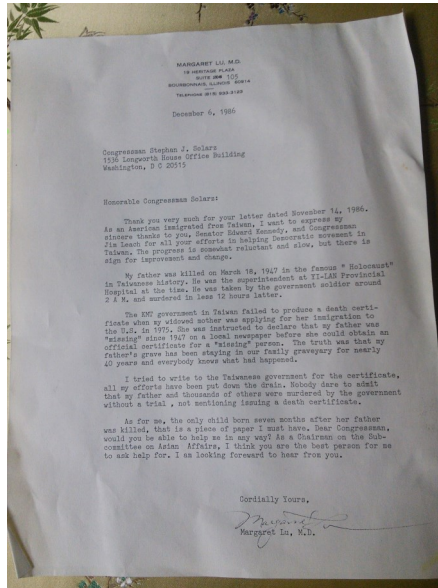 MARGARET LU, M.D.
19 HERITAGE PLAZA
SUITE 105
BOURBONNAIS, ILLINOIS 60914
TELEPHONE (815) 933-3123
December 6, 1986
Congressman Stephan J. Solarz
1536 Longworth House Office Building
Washington, D C 20515
Honorable Congressman Solarz:
Thank you very much for your letter dated November 14, 1986.
As an American immigrated from Taiwan, I want to express my
sincere thanks to you, Senator Edward Kennedy, and Congressman
Jim Leach for all your efforts in helping Democratic movement in
Taiwan. The progress is somewhat reluctant and slow, but there is
sign for improvement and change.
My father was killed on March 18, 1947 in the famous " Holocaust"
in Taiwanese history. He was the superintendent at YI-LAN Provincial
Hospital at the time. He was taken by the government soldier around
2 A M. and murdered in less 12 hours latter.
The KMT government in Taiwan failed to produce a death certi-
ficate when my widowed mother was applying for her immigration to
the U.S. in 1975. She was instructed to declare that my father was
"missing" since 1947 on a local newspaper before she could obtain an
official certificate for a "missing" person. The truth was that my
father's grave has been staying in our family graveyary for nearly
40 years and everybody knows what had happened.
I tried to write to the Taiwanese government for the certificate,
all my efforts have been put down the drain. Nobody dare to admit
that my father and thousands of others were murdered by the government
without a trial , not mentioning issuing a death certificate.
As for me, the only child born seven months after her father
was killed, that is a piece of paper I must have. Dear Congressman,
would you be able to help me in any way? As a Chairman on the Sub-
committee on Asian Affairs, I think you are the best person for me
to ask help for. I am looking foreward to hear from you.
Cordially Yours,
Margaret Lu
Margaret Lu, M.D.